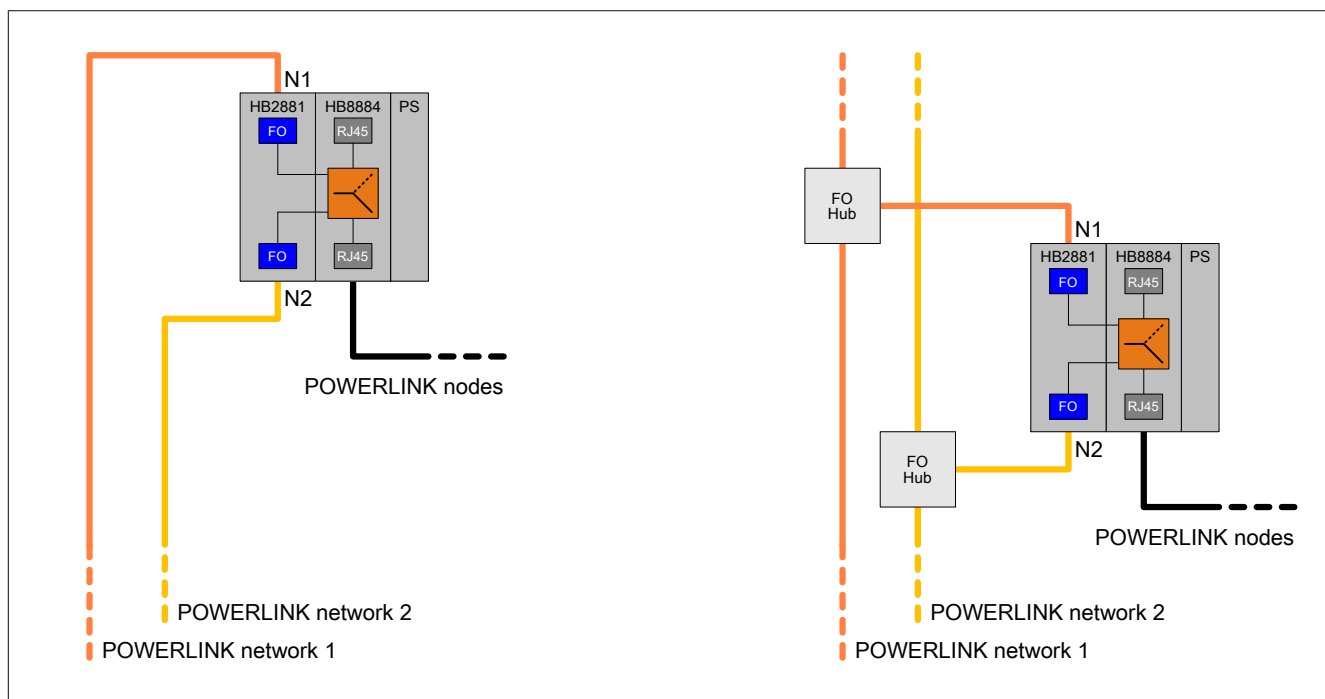 N1
HB2881 HB8884 PS
FO RJ45
FO RJ45
N2
POWERLINK nodes
POWERLINK network 2
POWERLINK network 1
FO
Hub
N1
HB2881 HB8884 PS
FO RJ45
FO RJ45
N2
FO
Hub
POWERLINK nodes
POWERLINK network 2
POWERLINK network 1